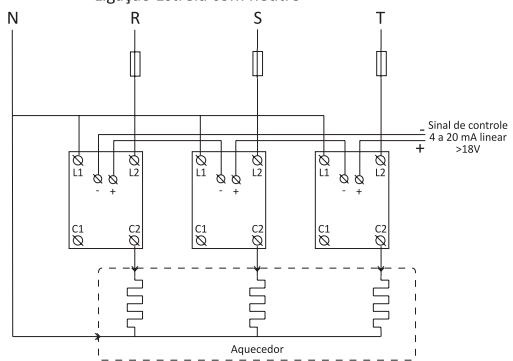 Ligação Estrela com neutro
N R S T
- Sinal de controle
4 a 20 mA linear
+ >18V
L1 L2 L1 L2 L1 L2
- + - + - +
C1 C2 C1 C2 C1 C2
Aquecedor